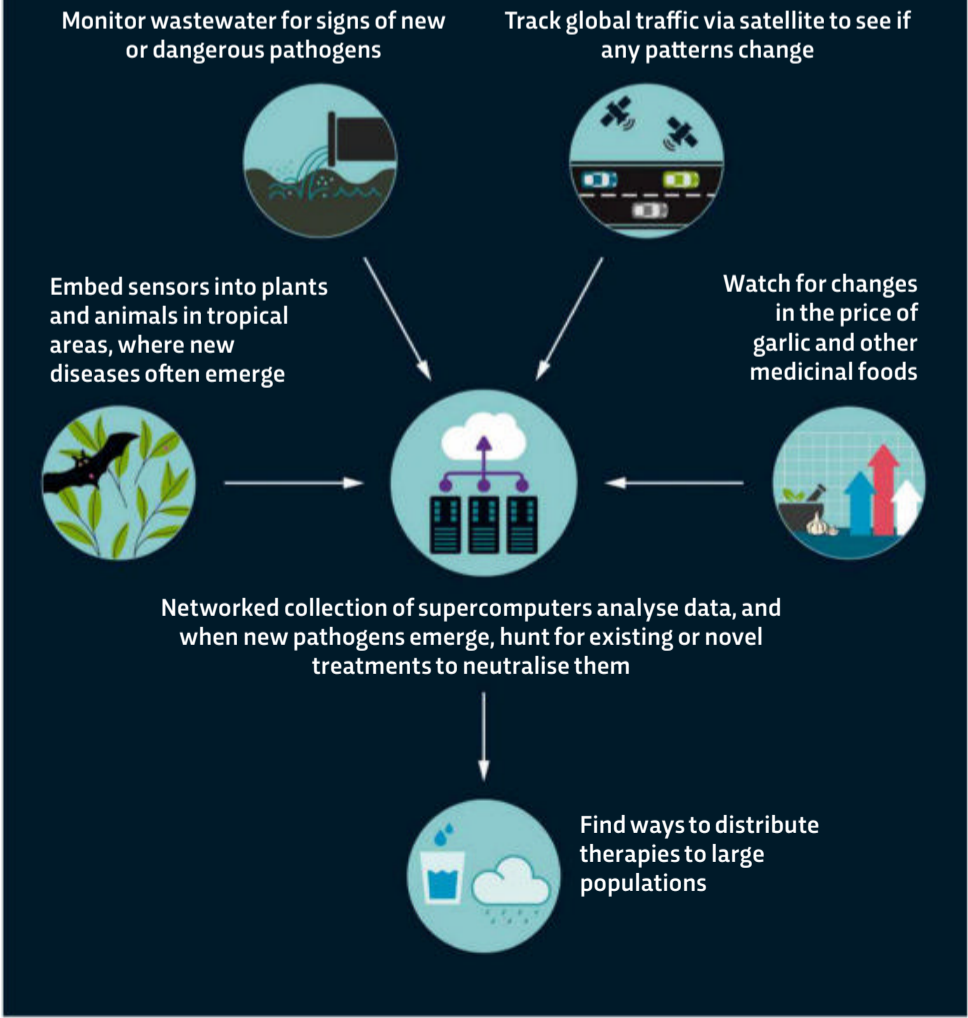 Monitor wastewater for signs of new
or dangerous pathogens
Track global traffic via satellite to see if
any patterns change
Embed sensors into plants
and animals in tropical
areas, where new
diseases often emerge
Watch for changes
in the price of
garlic and other
medicinal foods
Networked collection of supercomputers analyse data, and
when new pathogens emerge, hunt for existing or novel
treatments to neutralise them
Find ways to distribute
therapies to large
populations